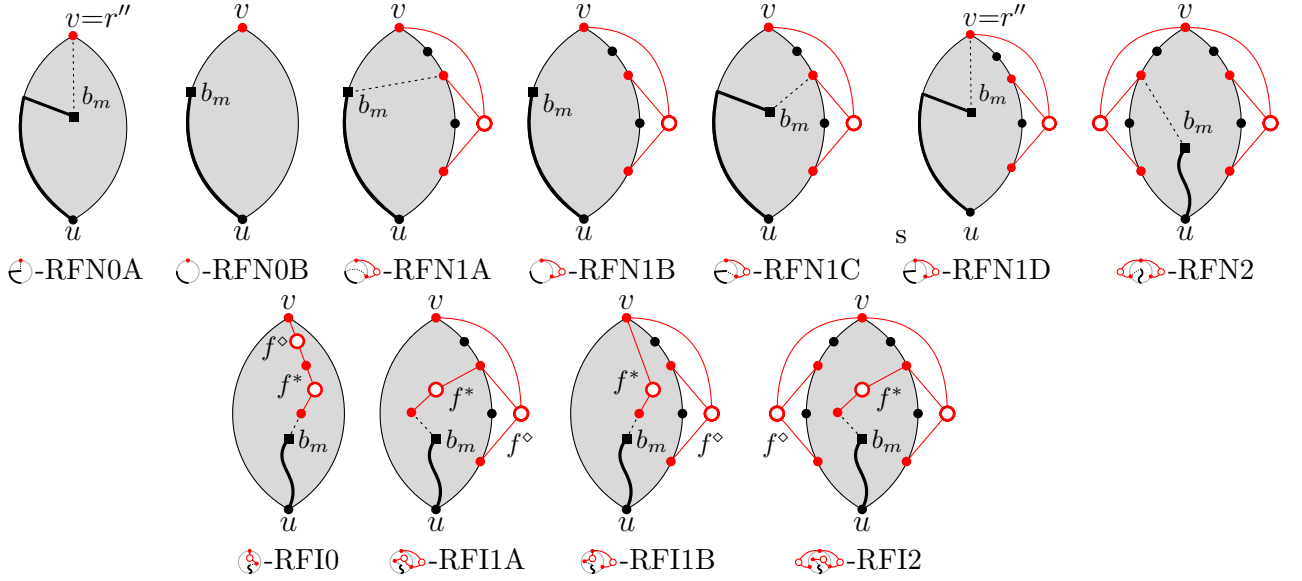 v=r″ v v v v v=r″ v
b_m b_m b_m b_m b_m b_m b_m
u u u u u u u
s
-RFN0A -RFN0B -RFN1A -RFN1B -RFN1C -RFN1D -RFN2
v v v v
f^⋄
f* f* f* f*
f^⋄ f^⋄ f^⋄
b_m b_m b_m b_m
u u u u
-RFI0 -RFI1A -RFI1B -RFI2